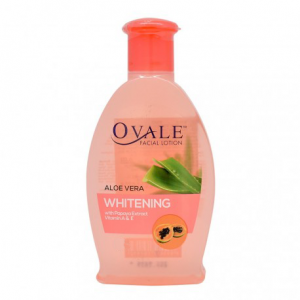 OVALE
FACIAL LOTION
ALOE VERA
WHITENING
with Papaya Extract
Vitamin A & E